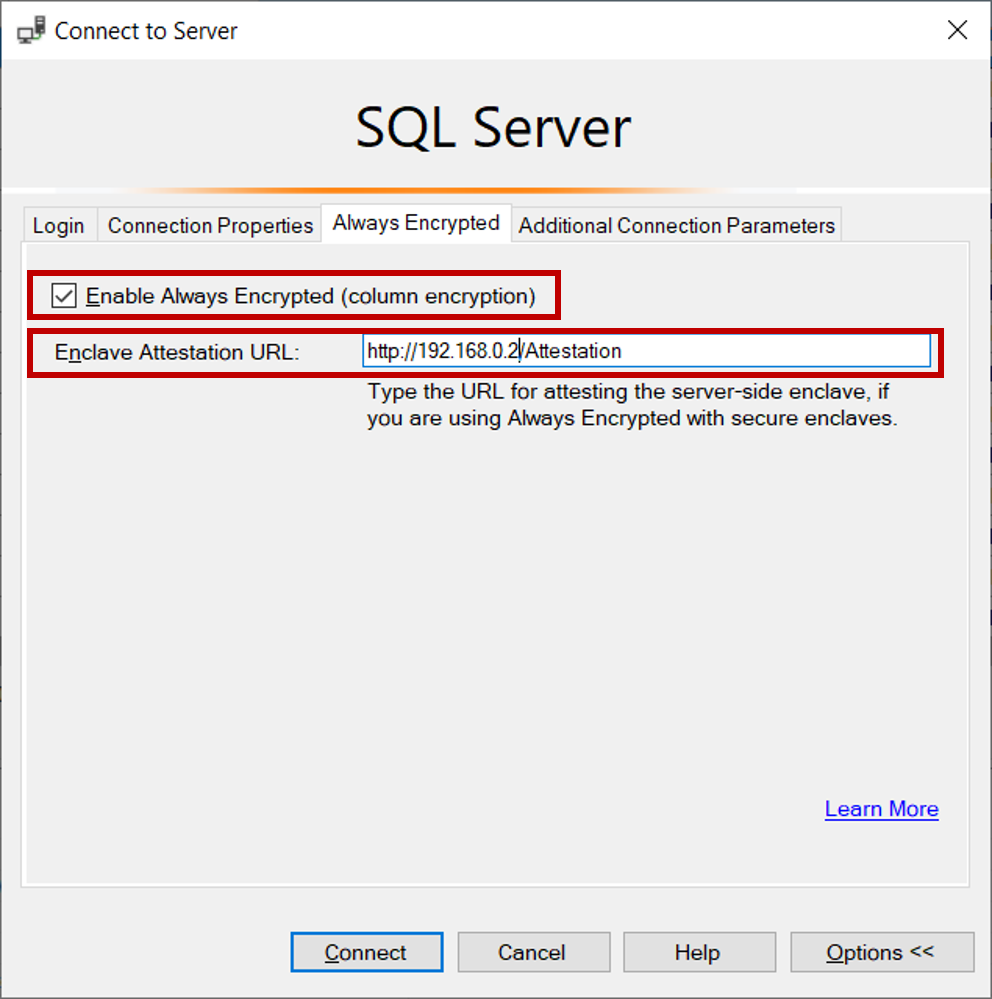 Connect to Server
SQL Server
Login Connection Properties Always Encrypted Additional Connection Parameters
Enable Always Encrypted (column encryption)
Enclave Attestation URL: http://192.168.0.2/Attestation
Type the URL for attesting the server-side enclave, if
you are using Always Encrypted with secure enclaves.
Learn More
Connect Cancel Help Options <<